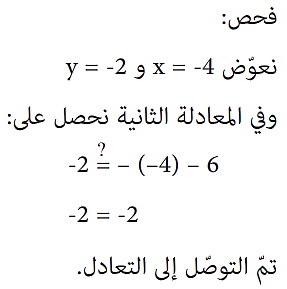 فحص:
نعوّض x = -4 و y = -2
وفي المعادلة الثانية نحصل على:
-2 ≟ – (–4) – 6
-2 = -2
تمّ التوصّل إلى التعادل.